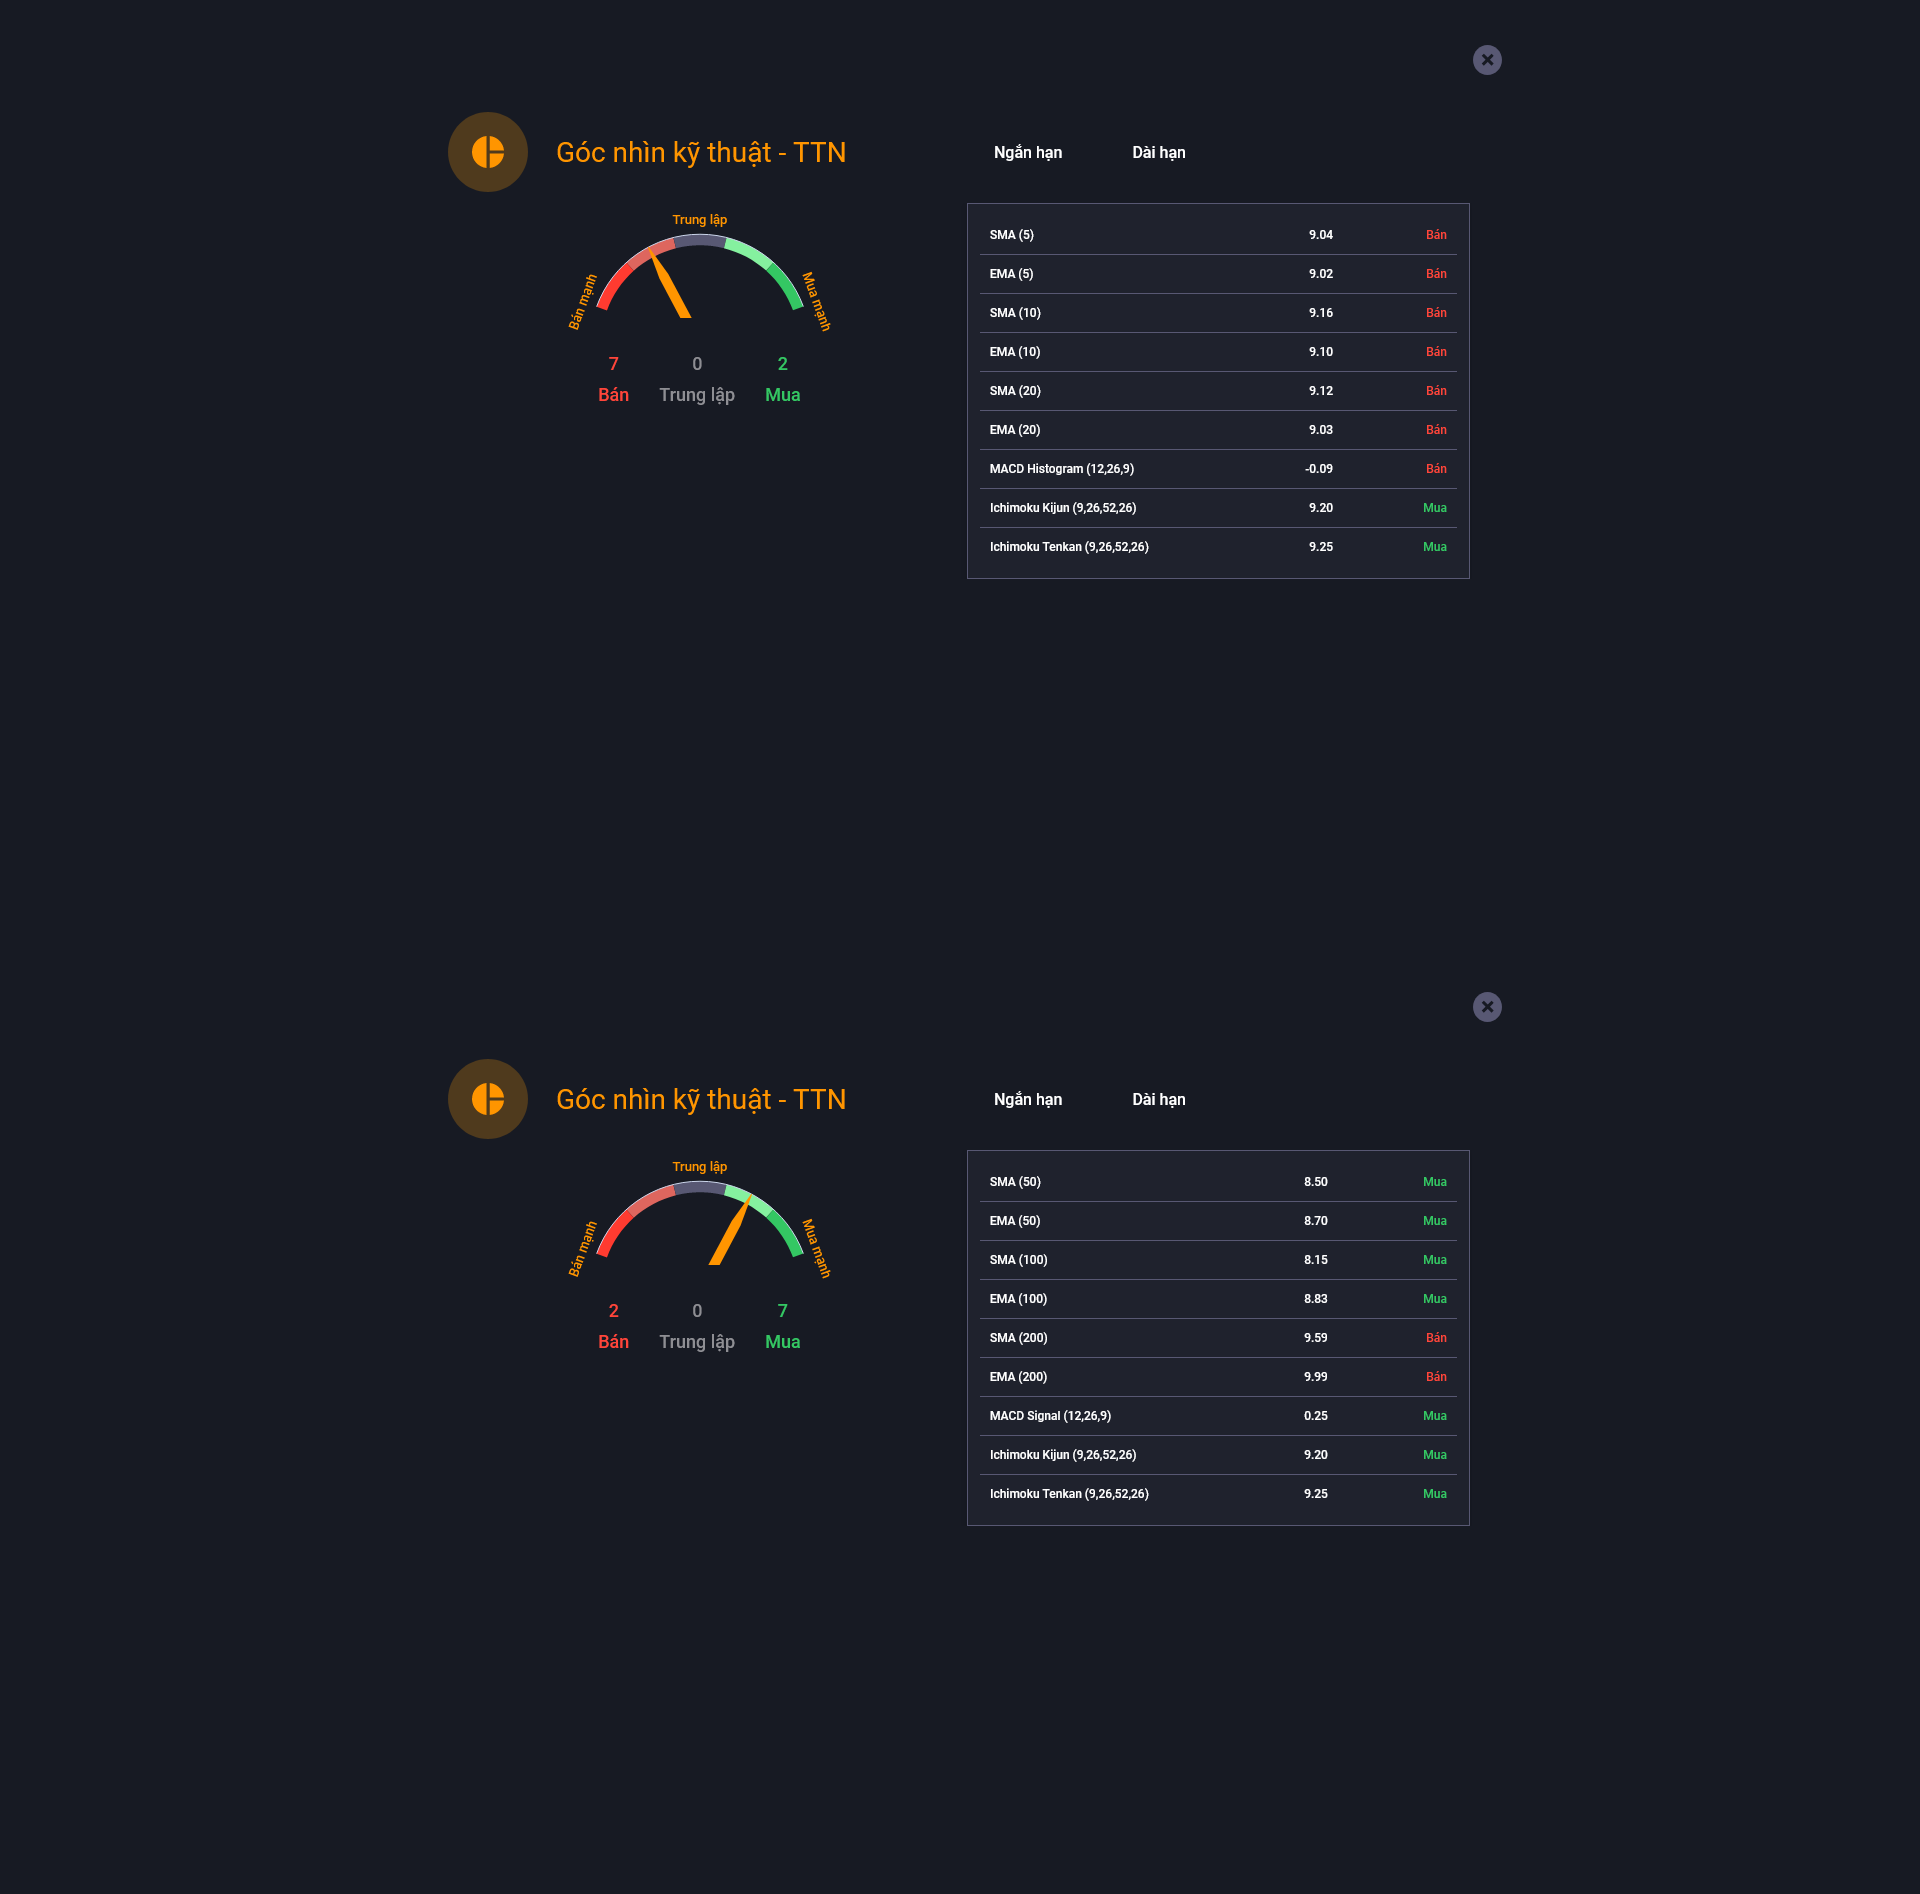 Góc nhìn kỹ thuật - TTN
Ngắn hạn Dài hạn
Trung lập
Bán mạnh
Mua mạnh
7 0 2
Bán Trung lập Mua
SMA (5) 9.04 Bán
EMA (5) 9.02 Bán
SMA (10) 9.16 Bán
EMA (10) 9.10 Bán
SMA (20) 9.12 Bán
EMA (20) 9.03 Bán
MACD Histogram (12,26,9) -0.09 Bán
Ichimoku Kijun (9,26,52,26) 9.20 Mua
Ichimoku Tenkan (9,26,52,26) 9.25 Mua
Góc nhìn kỹ thuật - TTN
Ngắn hạn Dài hạn
Trung lập
Bán mạnh
Mua mạnh
2 0 7
Bán Trung lập Mua
SMA (50) 8.50 Mua
EMA (50) 8.70 Mua
SMA (100) 8.15 Mua
EMA (100) 8.83 Mua
SMA (200) 9.59 Bán
EMA (200) 9.99 Bán
MACD Signal (12,26,9) 0.25 Mua
Ichimoku Kijun (9,26,52,26) 9.20 Mua
Ichimoku Tenkan (9,26,52,26) 9.25 Mua